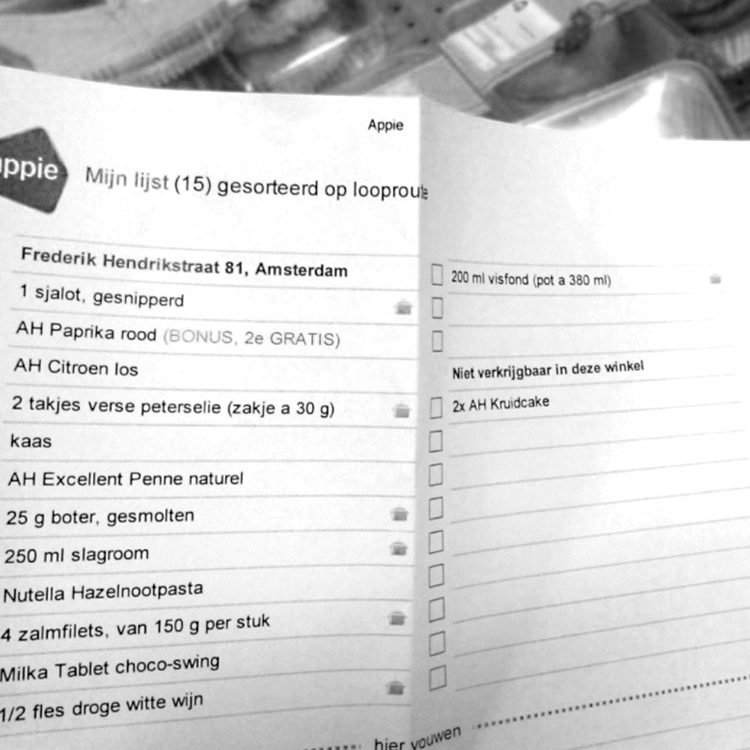 Appie
appie
Mijn lijst (15) gesorteerd op looproute
Frederik Hendrikstraat 81, Amsterdam
1 sjalot, gesnipperd
AH Paprika rood (BONUS, 2e GRATIS)
AH Citroen los
2 takjes verse peterselie (zakje a 30 g)
kaas
AH Excellent Penne naturel
25 g boter, gesmolten
250 ml slagroom
Nutella Hazelnootpasta
4 zalmfilets, van 150 g per stuk
Milka Tablet choco-swing
1/2 fles droge witte wijn
200 ml visfond (pot a 380 ml)
Niet verkrijgbaar in deze winkel
2x AH Kruidcake
hier vouwen